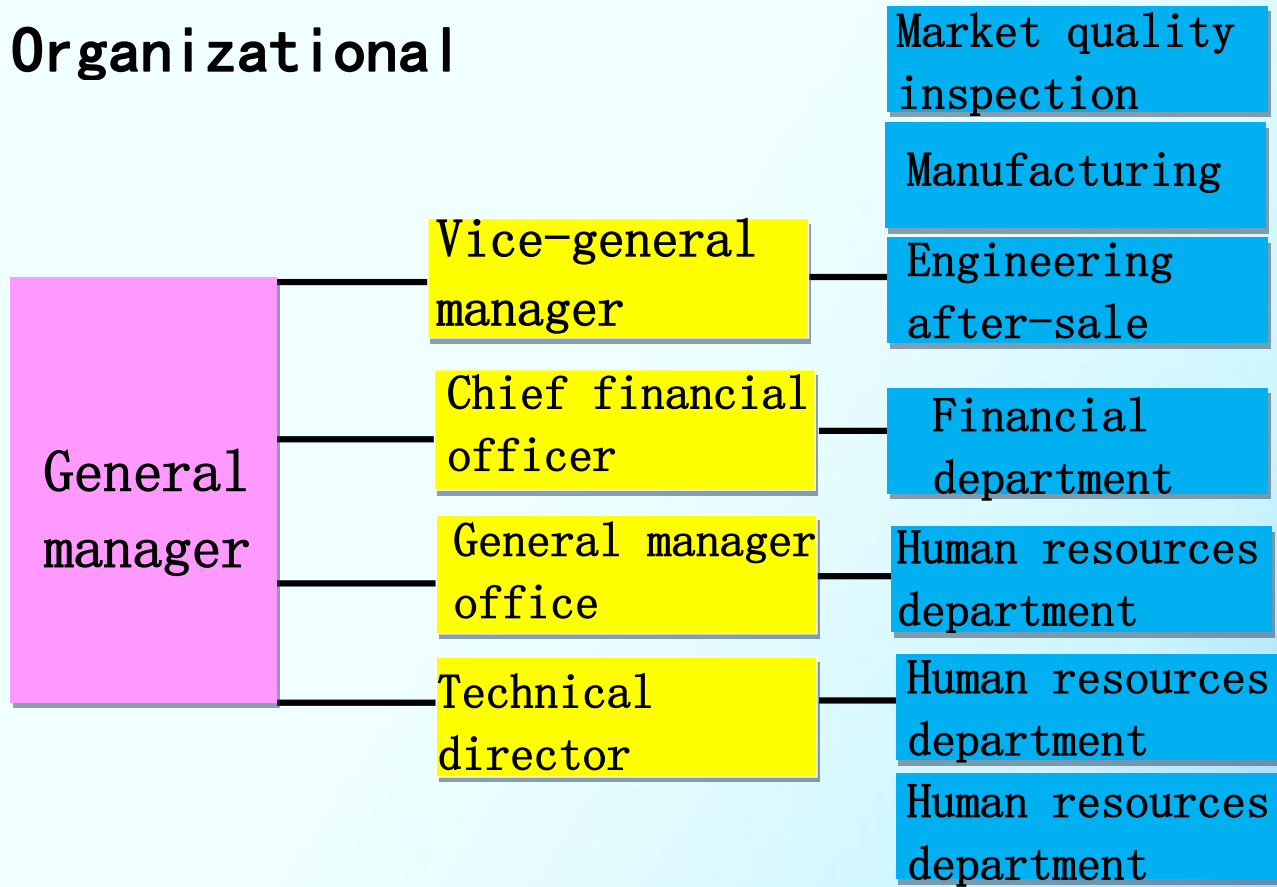 Organizational
Market quality
inspection
Manufacturing
Vice-general
manager
Engineering
after-sale
General
manager
Chief financial
officer
Financial
department
General manager
office
Human resources
department
Technical
director
Human resources
department
Human resources
department